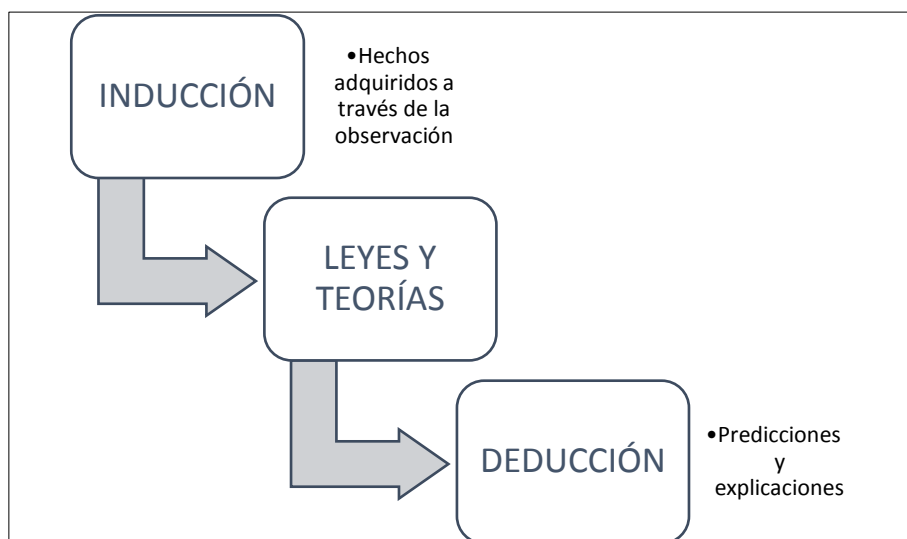 INDUCCIÓN
•Hechos
adquiridos a
través de la
observación
LEYES Y
TEORÍAS
DEDUCCIÓN
•Predicciones
y
explicaciones